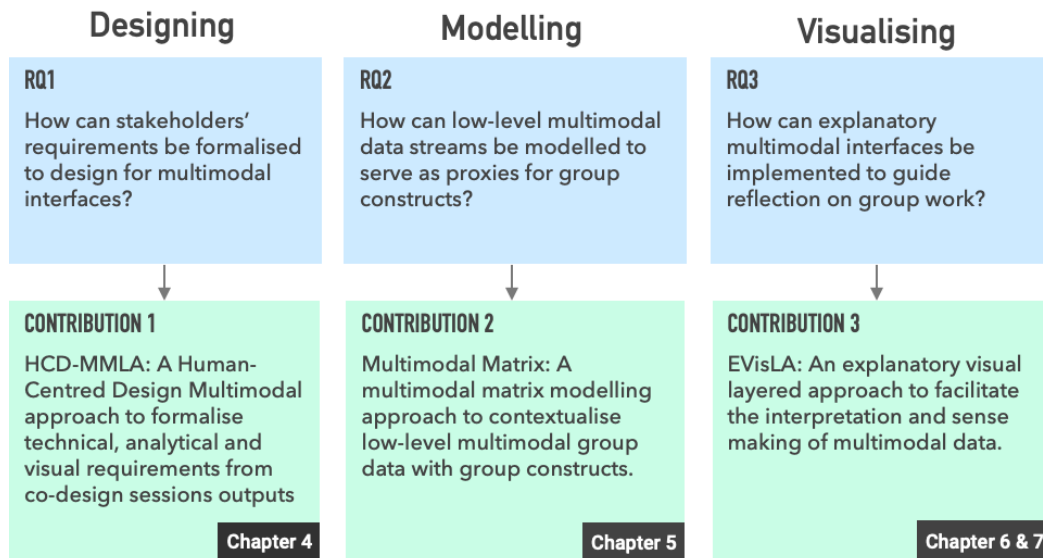 Designing
RQ1
How can stakeholders'
requirements be formalised
to design for multimodal
interfaces?
CONTRIBUTION 1
HCD-MMLA: A Human-
Centred Design Multimodal
approach to formalise
technical, analytical and
visual requirements from
co-design sessions outputs
Chapter 4
Modelling
RQ2
How can low-level multimodal
data streams be modelled to
serve as proxies for group
constructs?
CONTRIBUTION 2
Multimodal Matrix: A
multimodal matrix modelling
approach to contextualise
low-level multimodal group
data with group constructs.
Chapter 5
Visualising
RQ3
How can explanatory
multimodal interfaces be
implemented to guide
reflection on group work?
CONTRIBUTION 3
EVisLA: An explanatory visual
layered approach to facilitate
the interpretation and sense
making of multimodal data.
Chapter 6 & 7